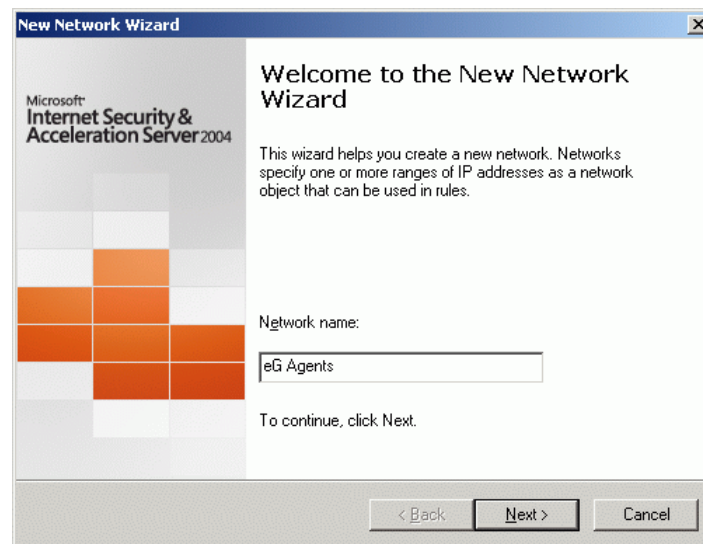 New Network Wizard
Microsoft
Internet Security &
Acceleration Server 2004
Welcome to the New Network
Wizard
This wizard helps you create a new network. Networks
specify one or more ranges of IP addresses as a network
object that can be used in rules.
Network name:
eG Agents
To continue, click Next.
< Back
Next >
Cancel